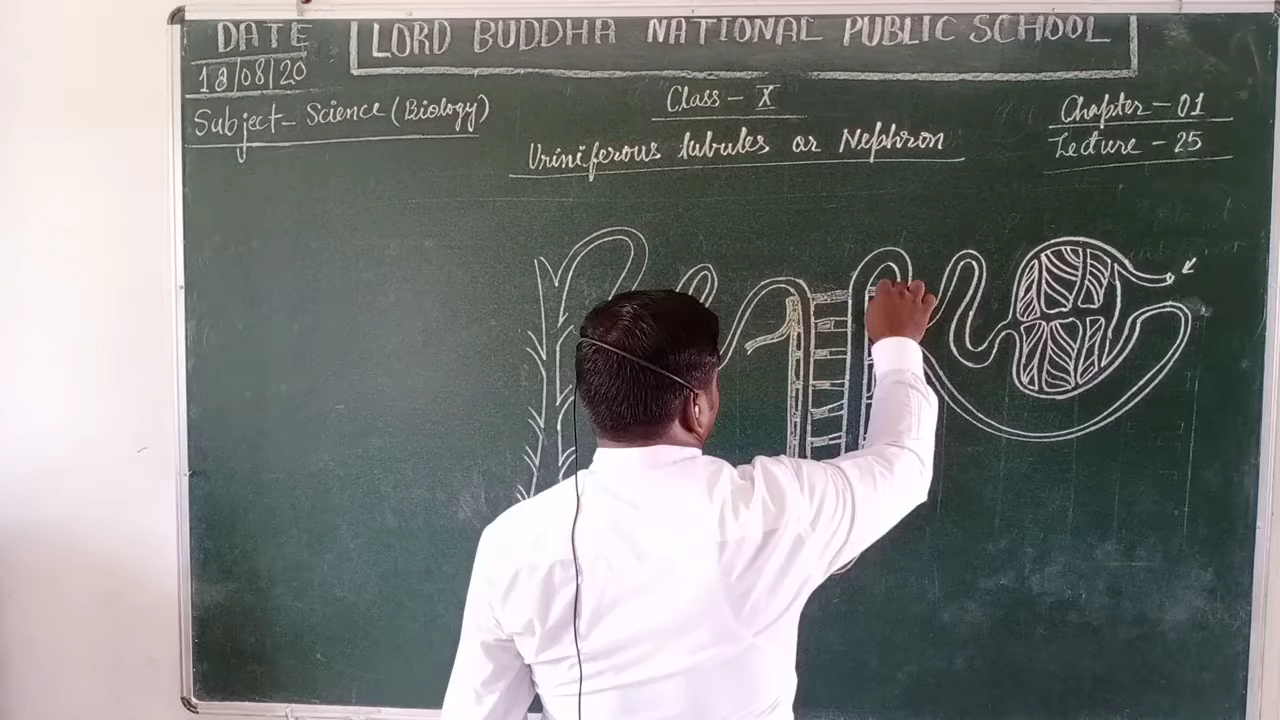 DATE
18/08/20
LORD BUDDHA NATIONAL PUBLIC SCHOOL
Subject- Science (Biology)
Class - X
Chapter - 01
Lecture - 25
Uriniferous tubules or Nephron